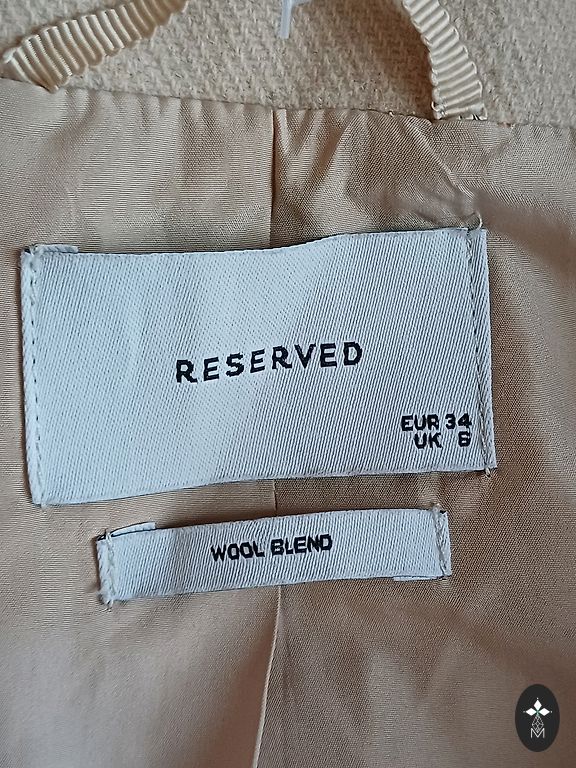 RESERVED
EUR 34
UK 6
WOOL BLEND
M